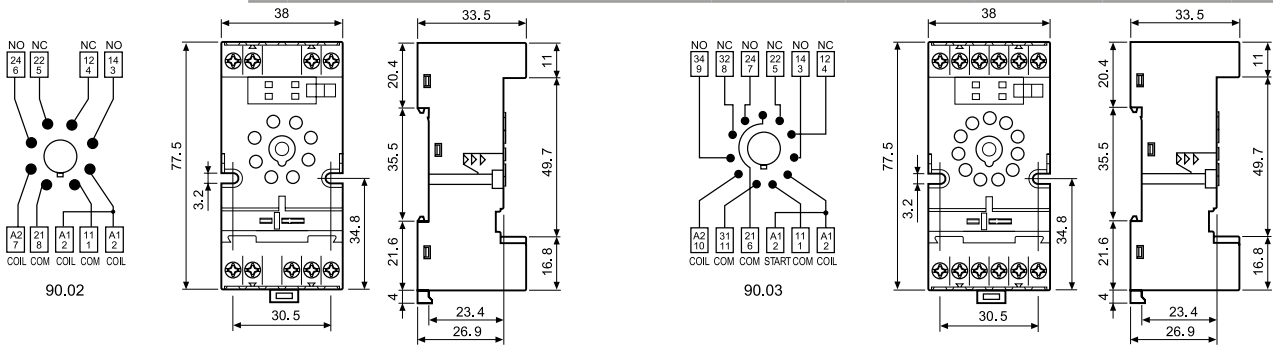 NO NC NC NO
24 22 12 14
6 5 4 3
A2 21 A1 11 A1
7 8 2 1 2
COIL COM COIL COM COIL
90.02
38
77.5
3.2
34.8
30.5
33.5
20.4
11
35.5
49.7
21.6
16.8
4
23.4
26.9
NO NC NO NC NO NC
34 32 24 22 14 12
9 8 7 5 3 4
A2 31 21 A1 11 A1
10 11 6 2 1 2
COIL COM COM START COM COIL
90.03
38
77.5
3.2
34.8
30.5
33.5
20.4
11
35.5
49.7
21.6
16.8
4
23.4
26.9